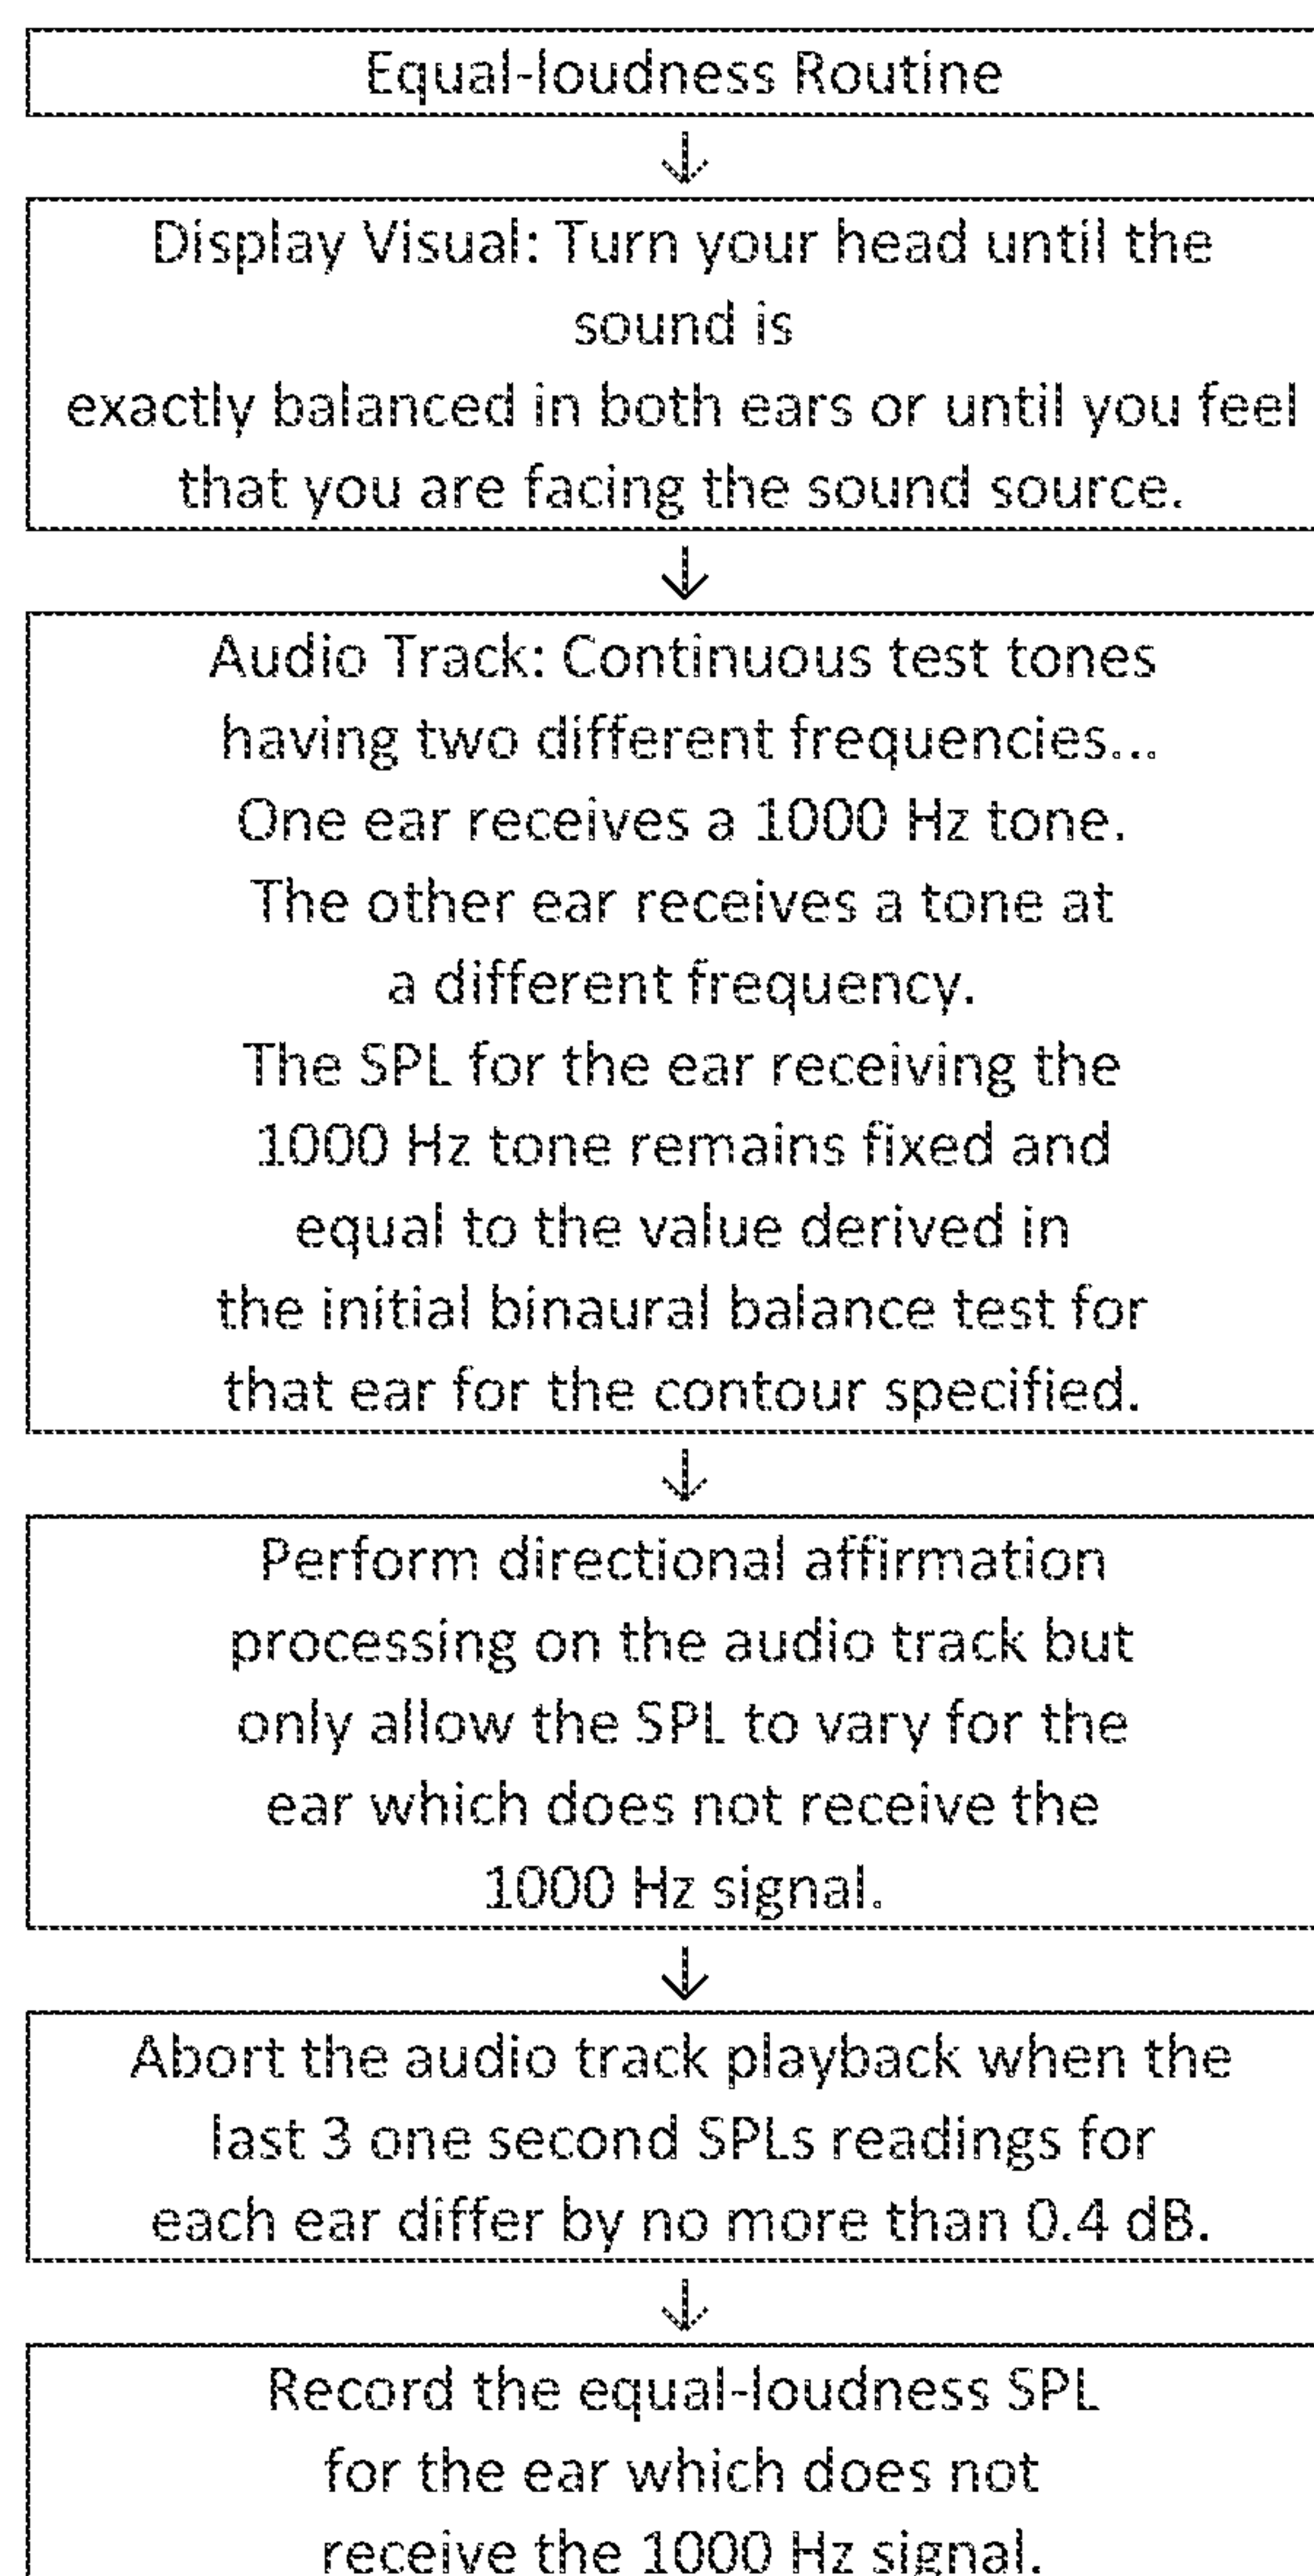 Equal-loudness Routine
Display Visual: Turn your head until the
sound is
exactly balanced in both ears or until you feel
that you are facing the sound source.
Audio Track: Continuous test tones
having two different frequencies...
One ear receives a 1000 Hz tone.
The other ear receives a tone at
a different frequency.
The SPL for the ear receiving the
1000 Hz tone remains fixed and
equal to the value derived in
the initial binaural balance test for
that ear for the contour specified.
Perform directional affirmation
processing on the audio track but
only allow the SPL to vary for the
ear which does not receive the
1000 Hz signal.
Abort the audio track playback when the
last 3 one second SPLs readings for
each ear differ by no more than 0.4 dB.
Record the equal-loudness SPL
for the ear which does not
receive the 1000 Hz signal.